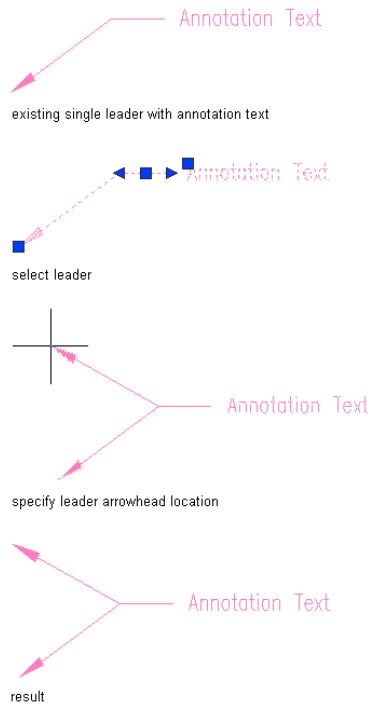 Annotation Text
existing single leader with annotation text
Annotation Text
select leader
Annotation Text
specify leader arrowhead location
Annotation Text
result